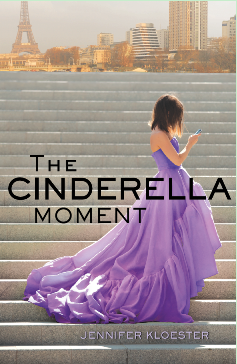 THE
CINDERELLA
MOMENT
JENNIFER KLOESTER